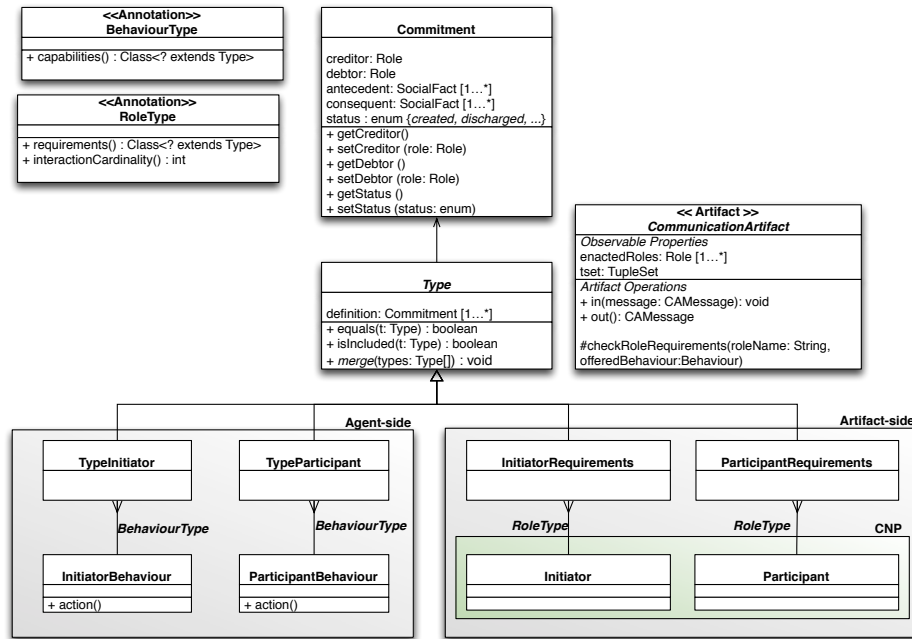 <<Annotation>>
BehaviourType
+ capabilities() : Class<? extends Type>
<<Annotation>>
RoleType
+ requirements() : Class<? extends Type>
+ interactionCardinality() : int
Commitment
creditor: Role
debtor: Role
antecedent: SocialFact [1...*]
consequent: SocialFact [1...*]
status : enum {created, discharged, ...}
+ getCreditor()
+ setCreditor (role: Role)
+ getDebtor ()
+ setDebtor (role: Role)
+ getStatus ()
+ setStatus (status: enum)
<< Artifact >>
CommunicationArtifact
Observable Properties
enactedRoles: Role [1...*]
tset: TupleSet
Artifact Operations
+ in(message: CAMessage): void
+ out(): CAMessage
#checkRoleRequirements(roleName: String,
offeredBehaviour:Behaviour)
Type
definition: Commitment [1...*]
+ equals(t: Type) : boolean
+ isIncluded(t: Type) : boolean
+ merge(types: Type[]) : void
Agent-side
TypeInitiator
TypeParticipant
BehaviourType
BehaviourType
InitiatorBehaviour
+ action()
ParticipantBehaviour
+ action()
Artifact-side
InitiatorRequirements
ParticipantRequirements
RoleType
RoleType
CNP
Initiator
Participant